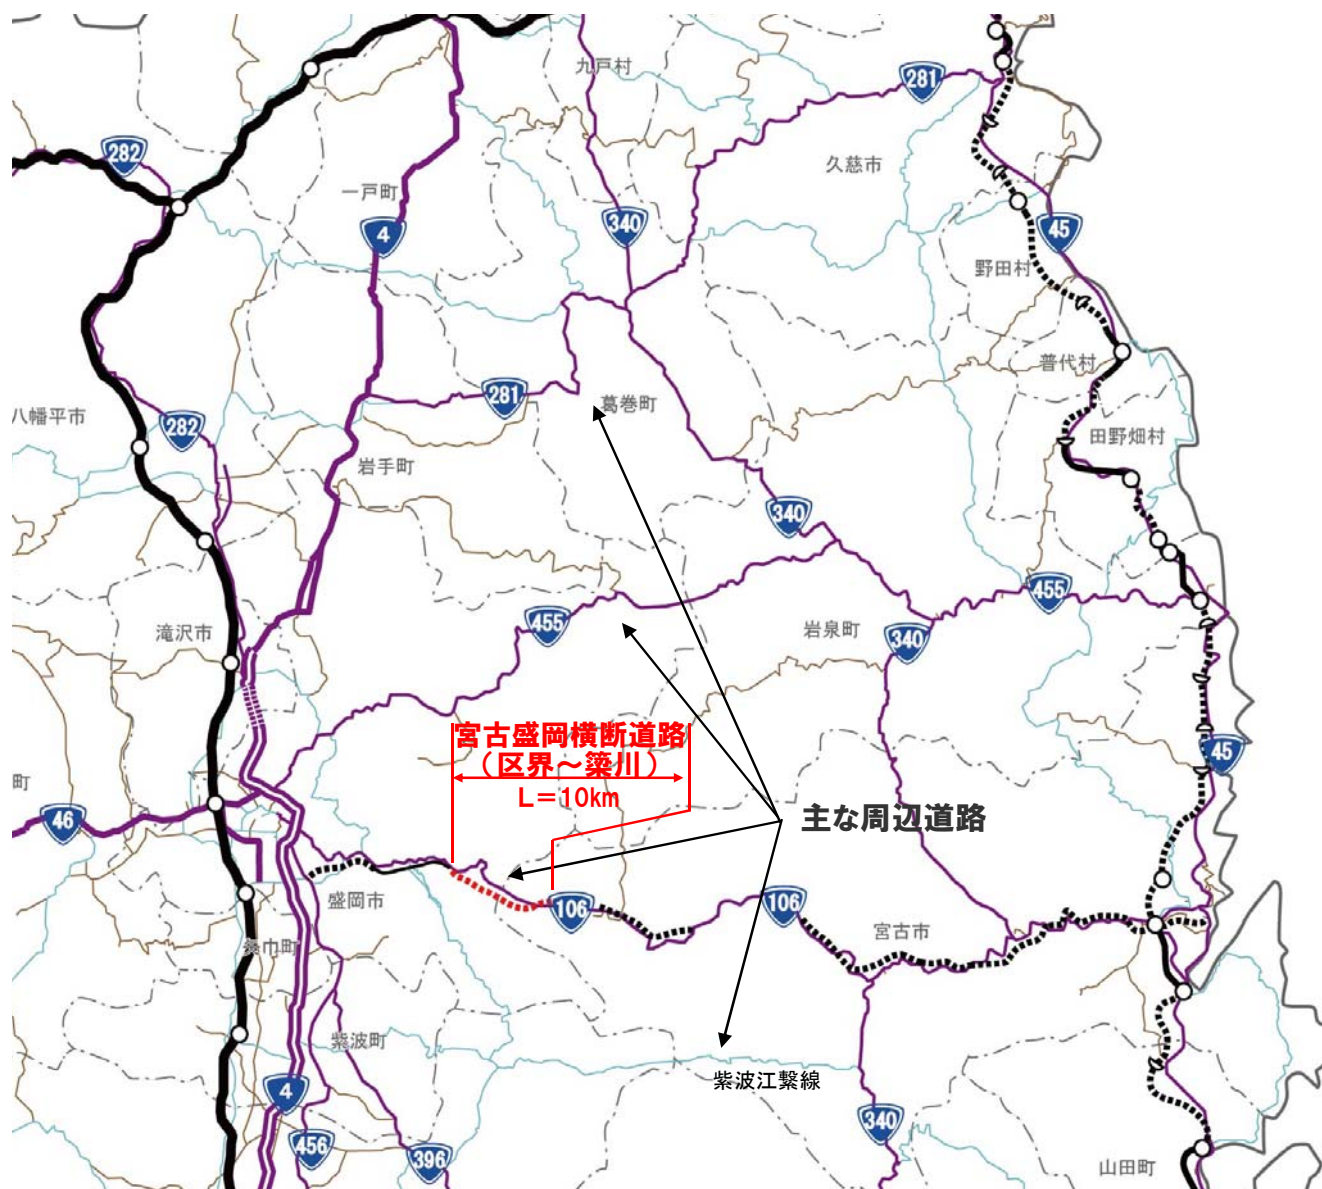 九戸村
281
282
久慈市
一戸町
340
4
45
野田村
普代村
281
葛巻町
八幡平市
282
田野畑村
岩手町
340
455
455
滝沢市
岩泉町
340
宮古盛岡横断道路
（区界～簗川）
L＝10km
45
町
46
主な周辺道路
盛岡市
106
106
宮古市
矢巾町
紫波町
紫波江繋線
4
340
456
396
山田町